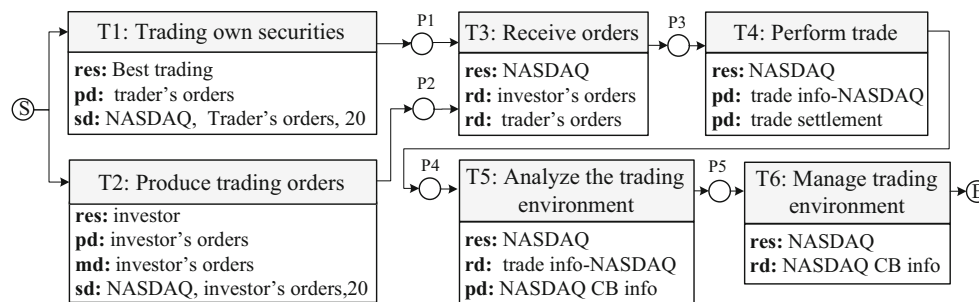 S
T1: Trading own securities
res: Best trading
pd: trader's orders
sd: NASDAQ, Trader's orders, 20
T2: Produce trading orders
res: investor
pd: investor's orders
md: investor's orders
sd: NASDAQ, investor's orders,20
P1
P2
T3: Receive orders
res: NASDAQ
rd: investor's orders
rd: trader's orders
P3
T4: Perform trade
res: NASDAQ
pd: trade info-NASDAQ
pd: trade settlement
P4
T5: Analyze the trading
environment
res: NASDAQ
rd: trade info-NASDAQ
pd: NASDAQ CB info
P5
T6: Manage trading
environment
res: NASDAQ
rd: NASDAQ CB info
E